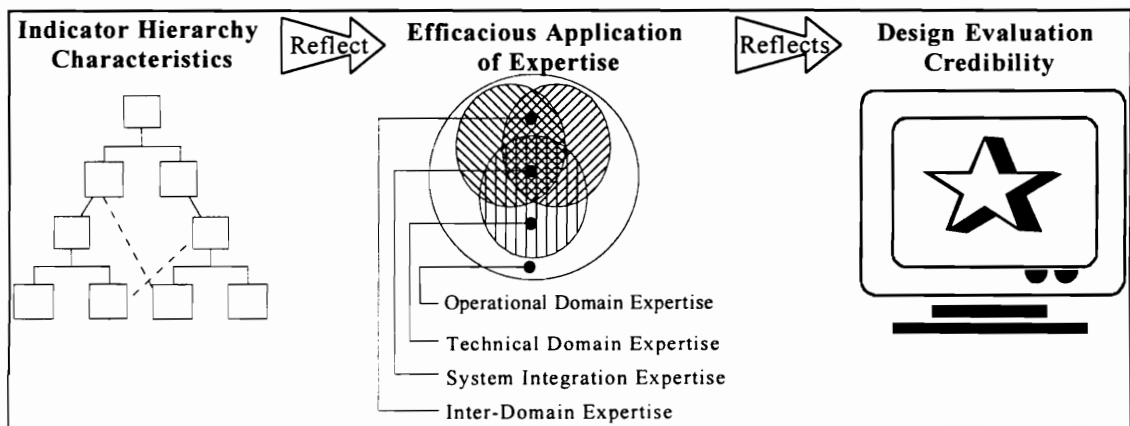 Indicator Hierarchy
Characteristics
Reflect
Efficacious Application
of Expertise
Reflects
Design Evaluation
Credibility
Operational Domain Expertise
Technical Domain Expertise
System Integration Expertise
Inter-Domain Expertise